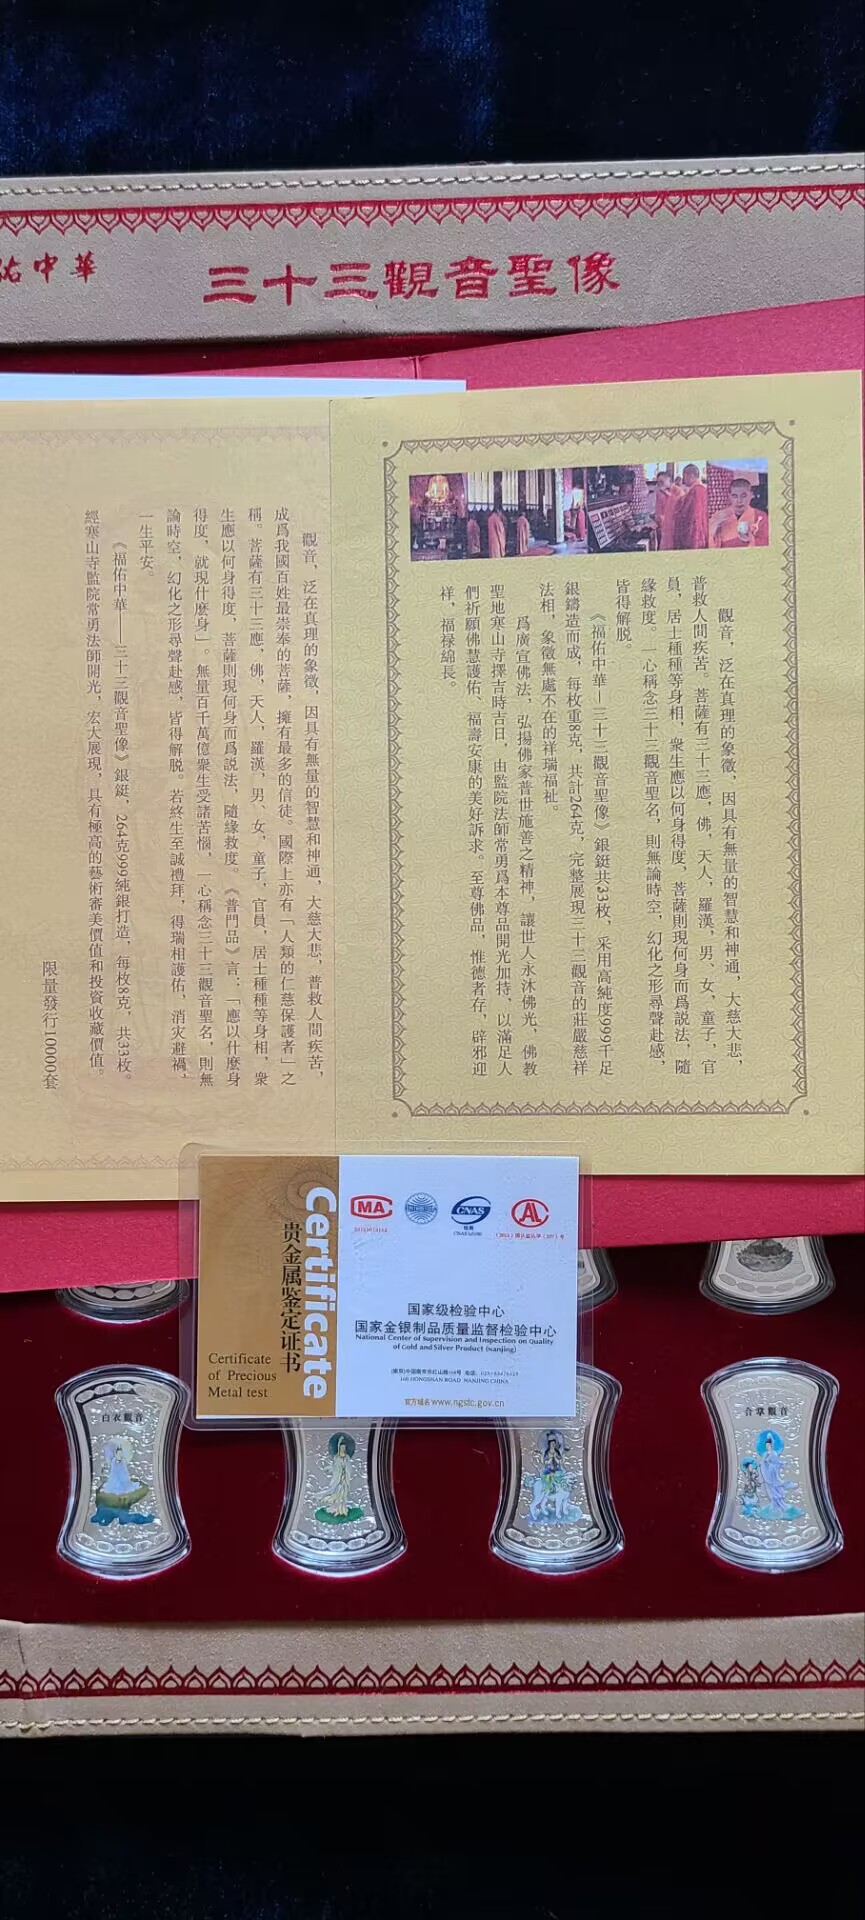 佑中華
三十三觀音聖像
觀音，泛在真理的象徵，因具有無量的智慧和神通，大慈大悲，
普救人間疾苦。菩薩有三十三應，佛，天人，羅漢，男，女，童子，官
員，居士種種等身相，衆生應以何身得度，菩薩則現何身而爲説法，隨
緣救度。一心稱念三十三觀音聖名，則無論時空，幻化之形尋聲赴感，
皆得解脱。
《福佑中華—三十三觀音聖像》銀鋌共33枚，采用高純度999千足
銀鑄造而成，每枚重8克，共計264克，完整展現三十三觀音的莊嚴慈祥
法相，象徵無處不在的祥瑞福祉。
爲廣宣佛法，弘揚佛家普世施善之精神，讓世人永沐佛光，佛教
聖地寒山寺擇吉時吉日，由監院法師常勇爲本尊品開光加持，以滿足人
們祈願佛慧護佑、福壽安康的美好訴求。至尊佛品，惟德者存，辟邪迎
祥，福禄綿長。
觀音，泛在真理的象徵，因具有無量的智慧和神通，大慈大悲，普救人間疾苦，
成爲我國百姓最崇奉的菩薩，擁有最多的信徒。國際上亦有「人類的仁慈保護者」之
稱。菩薩有三十三應，佛，天人，羅漢，男，女，童子，官員，居士種種等身相，衆
生應以何身得度，菩薩則現何身而爲説法，隨緣救度。《普門品》言：「應以什麽身
得度，就現什麽身」。無量百千萬億衆生受諸苦惱，一心稱念三十三觀音聖名，則無
論時空，幻化之形尋聲赴感，皆得解脱。若終生至誠禮拜，得瑞相護佑，消灾避禍，
一生平安。
《福佑中華——三十三觀音聖像》銀鋌，264克999純銀打造，每枚8克，共33枚。
經寒山寺監院常勇法師開光，宏大展現，具有極高的藝術審美價值和投資收藏價值。
限量發行10000套
Certificate
贵金属鉴定证书
Certificate
of Precious
Metal test
MA
CNAS
检测
AL
国家级检验中心
国家金银制品质量监督检验中心
National Center of Supervision and Inspection on Quality
of Gold and Silver Product (Nanjing)
168 HONGSHAN ROAD NANJING CHINA
官方域名www.ngstc.gov.cn
白衣觀音
合掌觀音